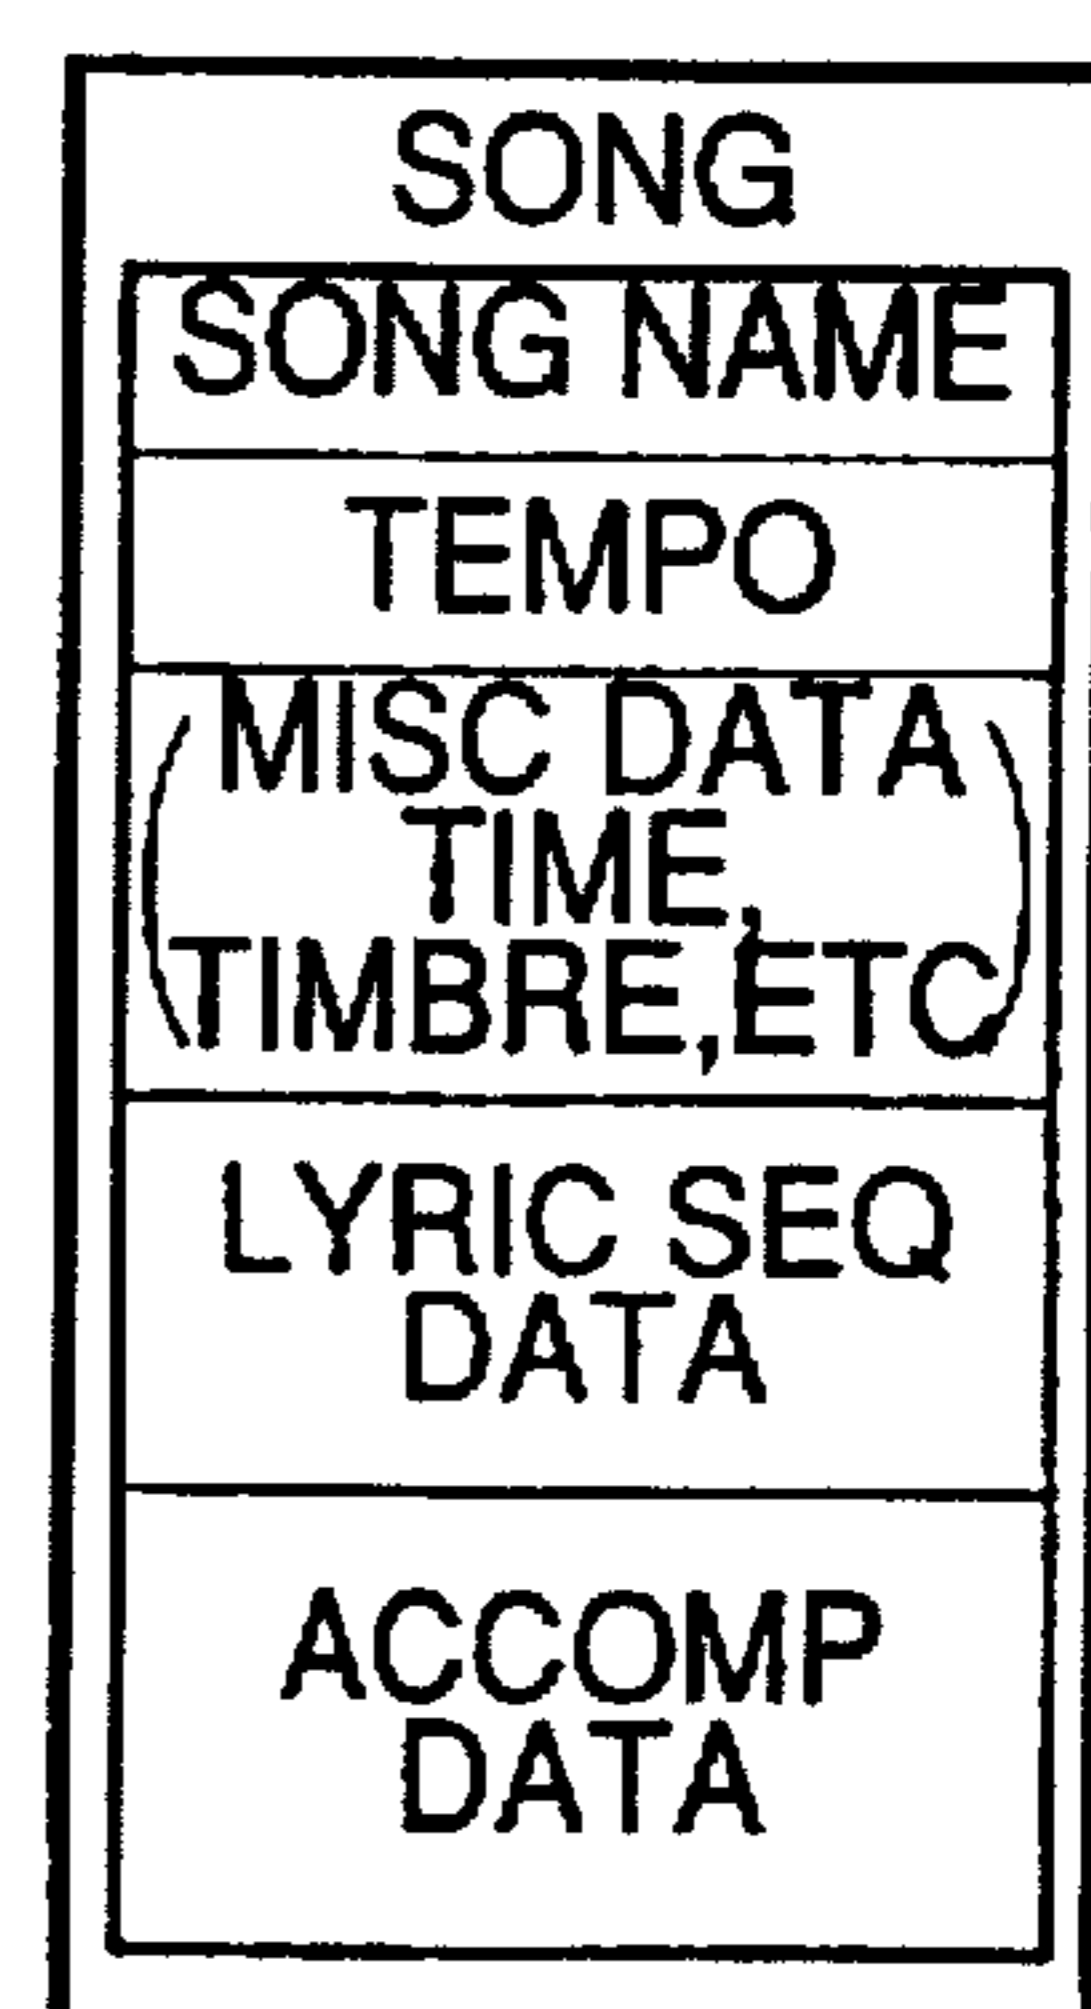 SONG
SONG NAME
TEMPO
(MISC DATA
TIME,
TIMBRE,ETC)
LYRIC SEQ
DATA
ACCOMP
DATA